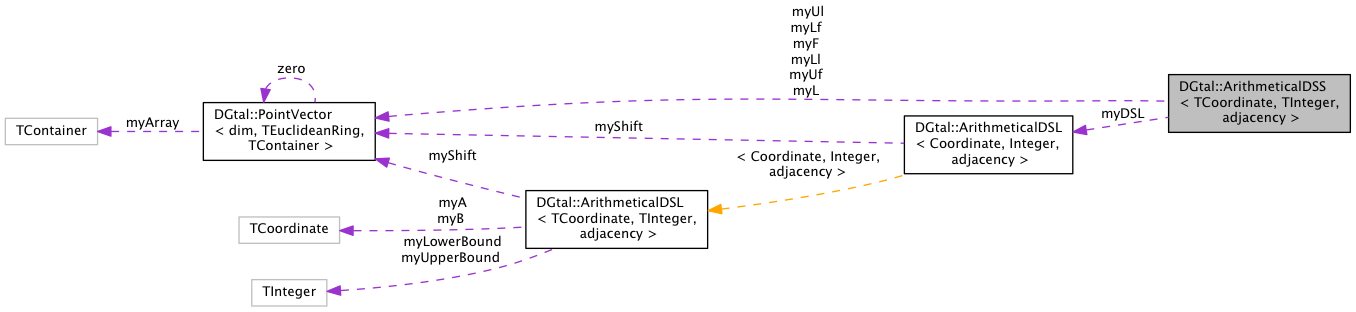 myUl
myLf
myF
myLl
myUf
myL
zero
DGtal::PointVector
< dim, TEuclideanRing,
TContainer >
TContainer
myArray
DGtal::ArithmeticalDSS
< TCoordinate, TInteger,
adjacency >
myDSL
myShift
DGtal::ArithmeticalDSL
< Coordinate, Integer,
adjacency >
myShift
< Coordinate, Integer,
adjacency >
DGtal::ArithmeticalDSL
< TCoordinate, TInteger,
adjacency >
myA
myB
TCoordinate
myLowerBound
myUpperBound
TInteger